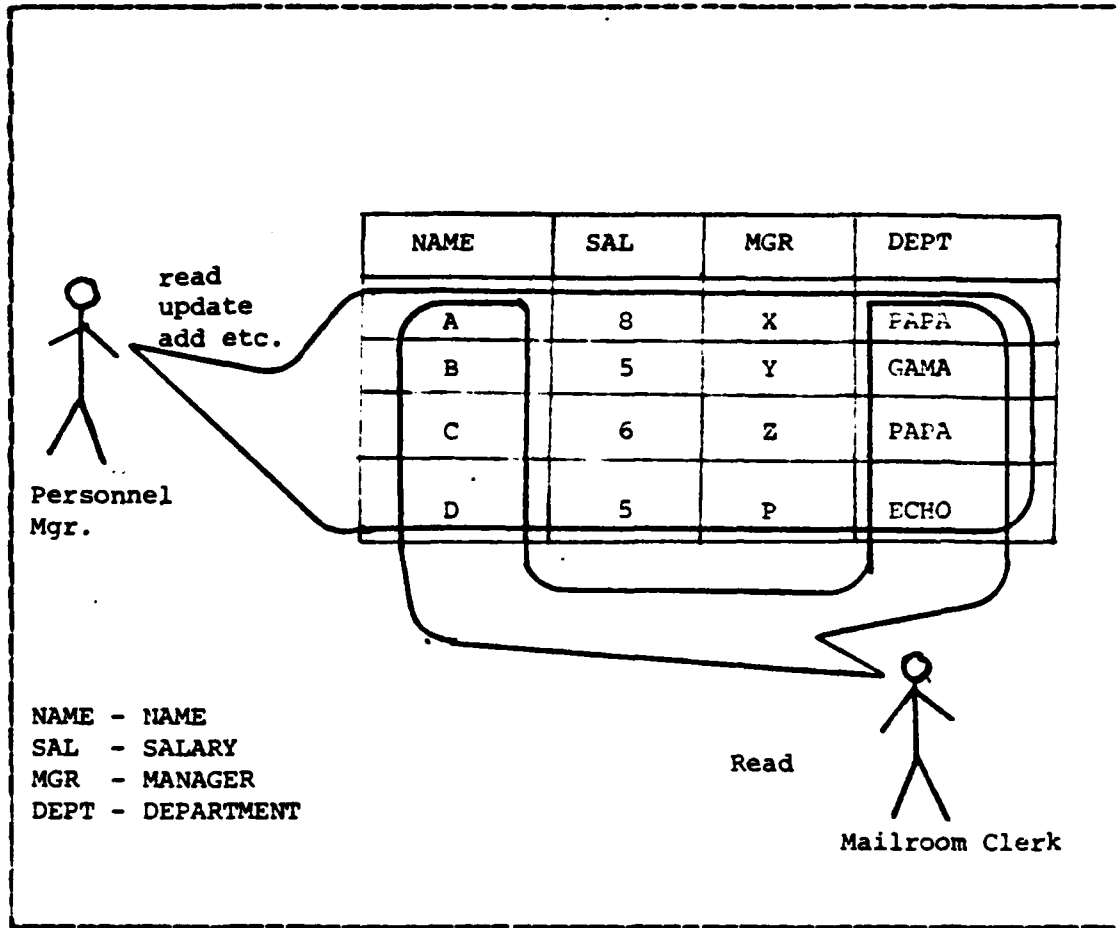 NAME SAL MGR DEPT
read
update
add etc.
A 8 X PAPA
B 5 Y GAMA
C 6 Z PAPA
D 5 P ECHO
Personnel
Mgr.
NAME - NAME
SAL - SALARY
MGR - MANAGER
DEPT - DEPARTMENT
Read
Mailroom Clerk